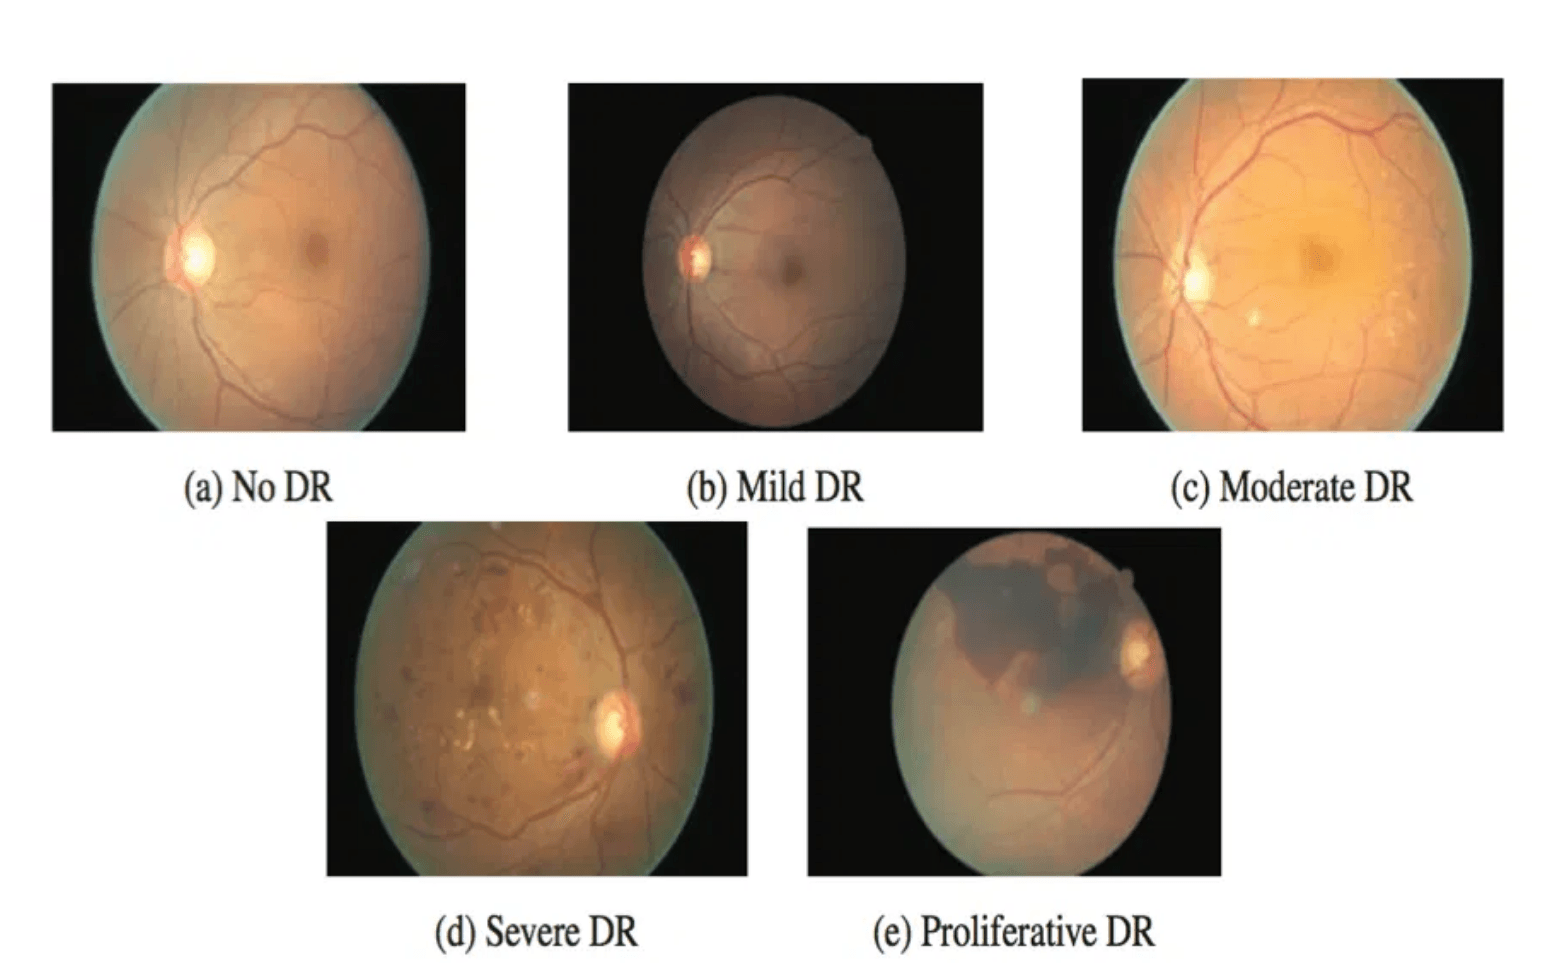 (a) No DR
(b) Mild DR
(c) Moderate DR
(d) Severe DR
(e) Proliferative DR